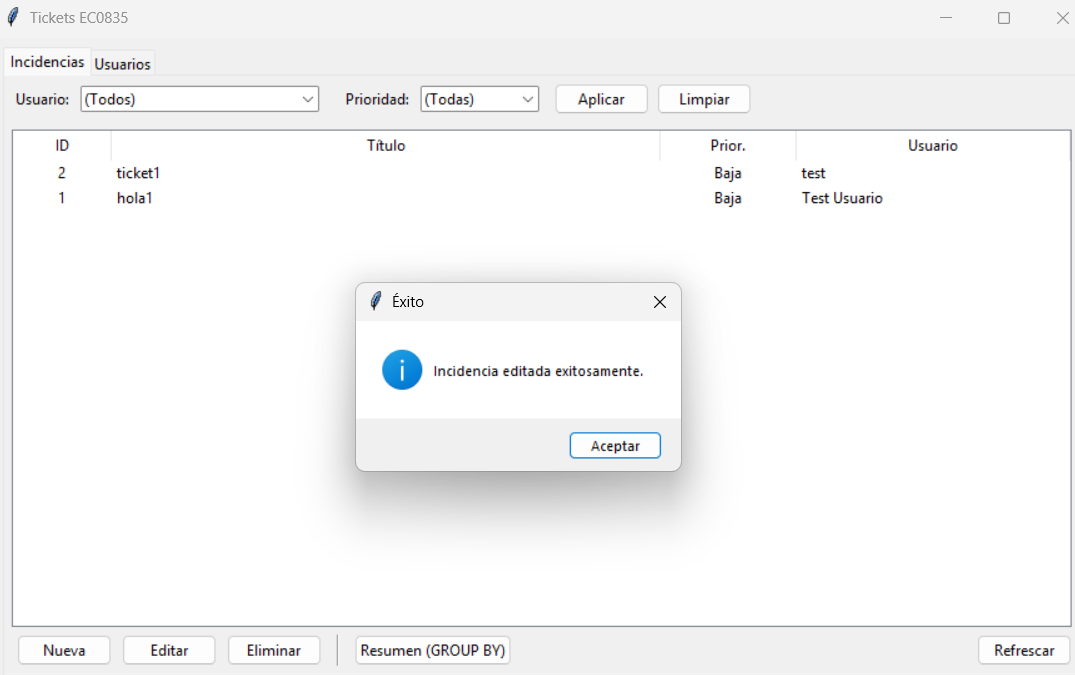 Tickets EC0835
Incidencias Usuarios
Usuario: (Todos) Prioridad: (Todas) Aplicar Limpiar
ID Título Prior. Usuario
2 ticket1 Baja test
1 hola1 Baja Test Usuario
Éxito
Incidencia editada exitosamente.
Aceptar
Nueva Editar Eliminar Resumen (GROUP BY) Refrescar